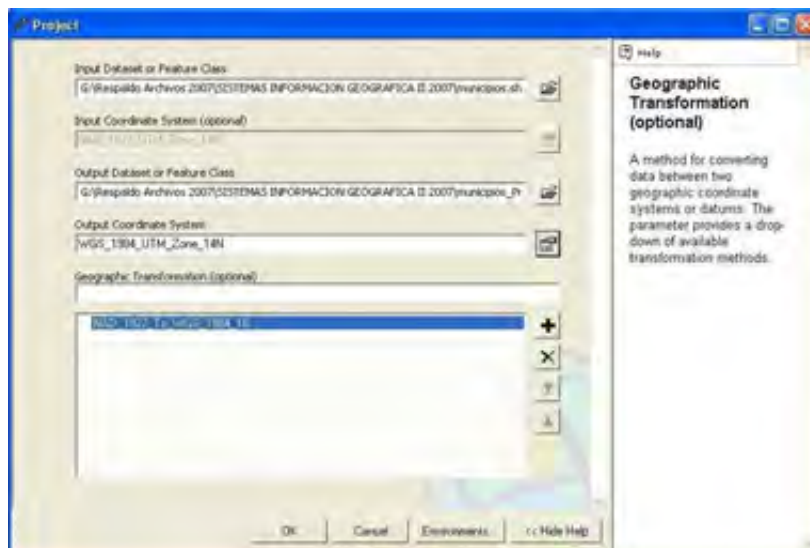 Project
Input Dataset or Feature Class
G:\Respaldo Archivos 2007\SISTEMAS INFORMACION GEOGRAFICA II 2007\municipios.sh
Input Coordinate System (optional)
NAD_1927_UTM_Zone_14N
Output Dataset or Feature Class
G:\Respaldo Archivos 2007\SISTEMAS INFORMACION GEOGRAFICA II 2007\municipios_Pr
Output Coordinate System
WGS_1984_UTM_Zone_14N
Geographic Transformation (optional)
NAD_1927_To_WGS_1984_
OK
Cancel
Environments...
<< Hide Help
Help
Geographic
Transformation
(optional)
A method for converting
data between two
geographic coordinate
systems or datums. The
parameter provides a drop-
down of available
transformation methods.